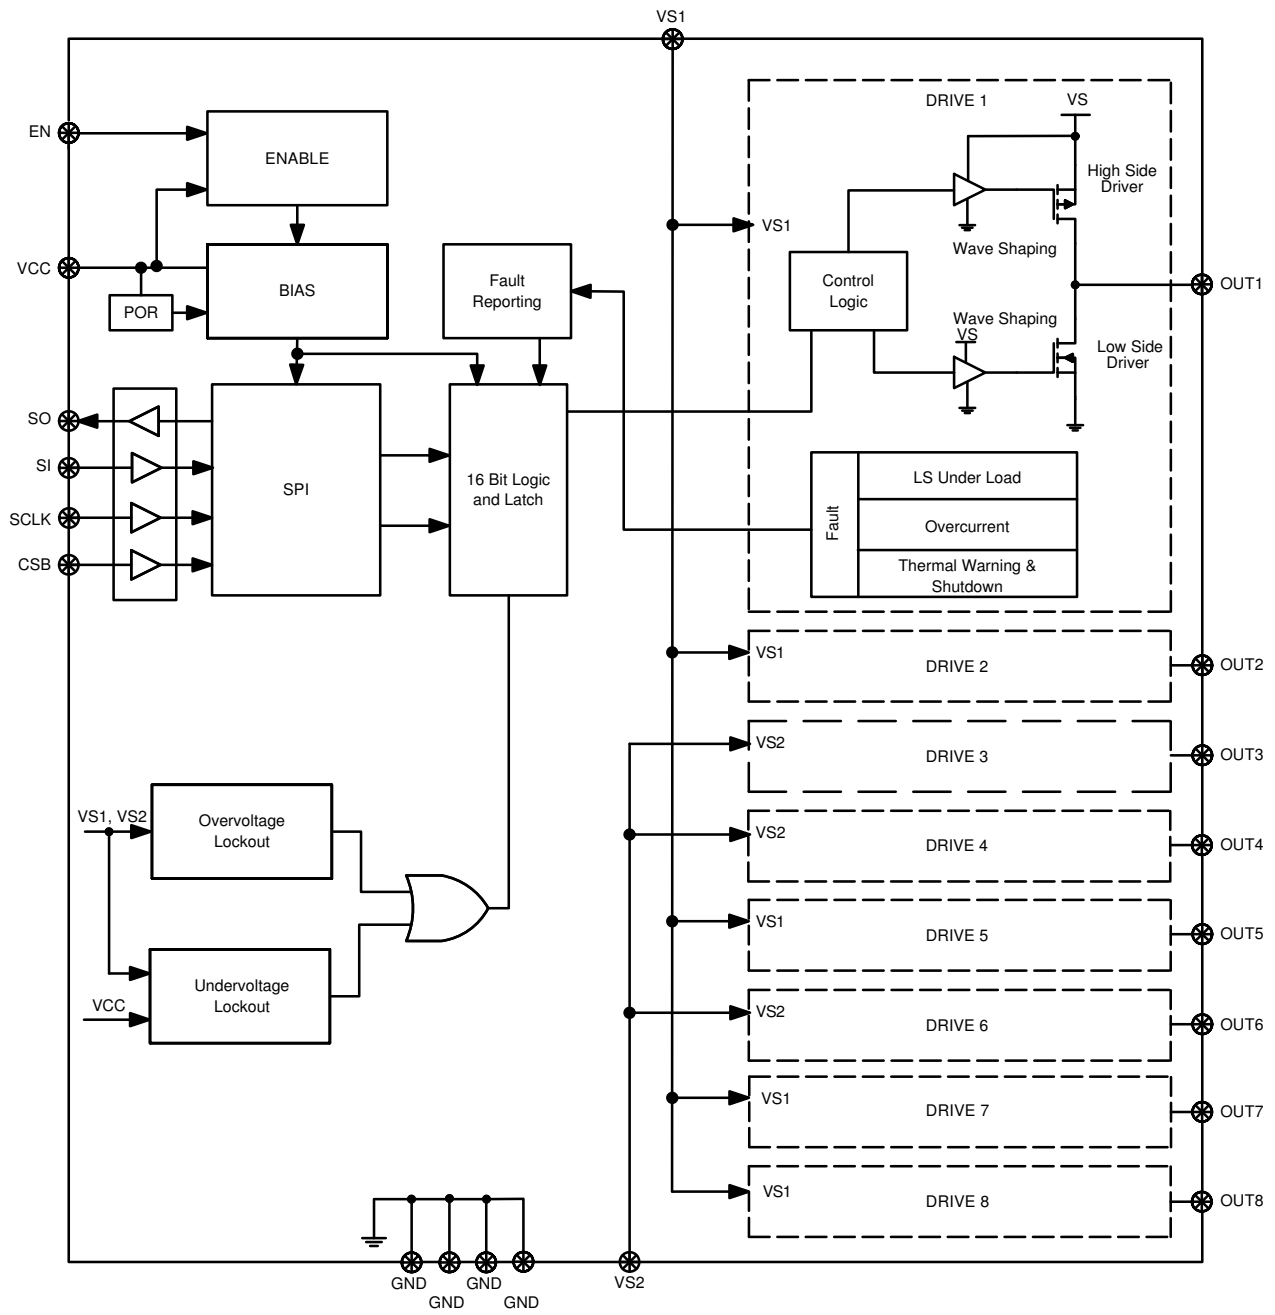 VS1
DRIVE 1
VS
EN
ENABLE
High Side
Driver
VS1
Wave Shaping
VCC
BIAS
Fault
Reporting
Control
Logic
OUT1
POR
Wave Shaping
VS
Low Side
Driver
SO
SI
SPI
16 Bit Logic
and Latch
SCLK
CSB
Fault
LS Under Load
Overcurrent
Thermal Warning &
Shutdown
VS1
DRIVE 2
OUT2
VS2
DRIVE 3
OUT3
VS1, VS2
Overvoltage
Lockout
VS2
DRIVE 4
OUT4
VS1
DRIVE 5
OUT5
Undervoltage
Lockout
VCC
VS2
DRIVE 6
OUT6
VS1
DRIVE 7
OUT7
VS1
DRIVE 8
OUT8
GND
GND
GND
GND
VS2